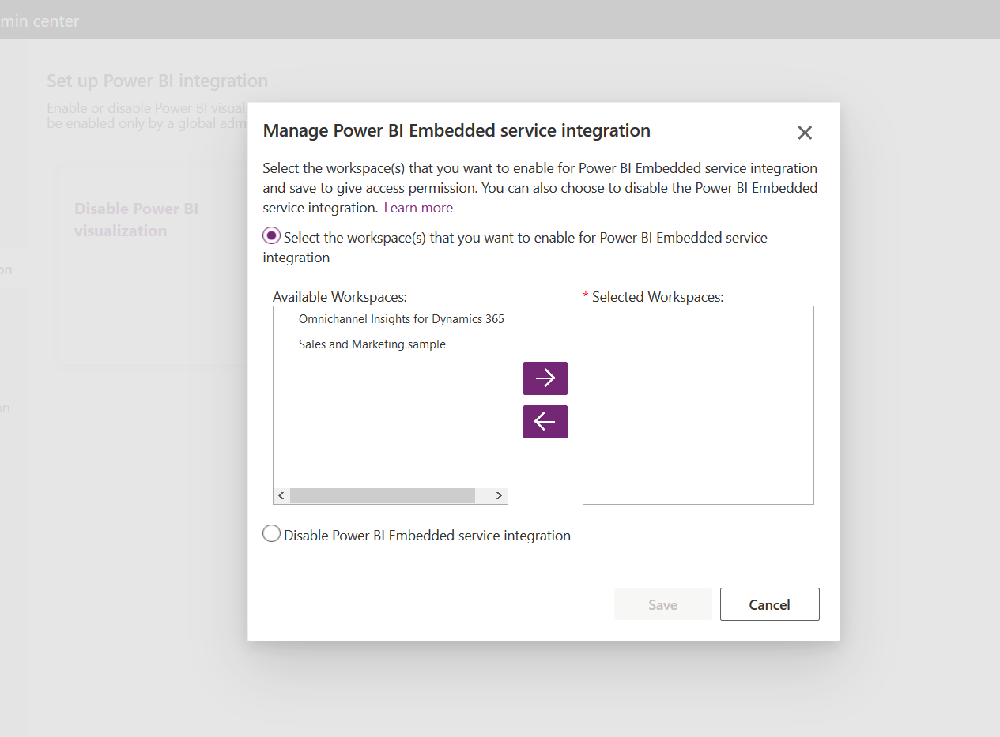 min center
Set up Power BI integration
Enable or disable Power BI visuali
be enabled only by a global adm
Disable Power BI
visualization
on
on
Manage Power BI Embedded service integration
Select the workspace(s) that you want to enable for Power BI Embedded service integration
and save to give access permission. You can also choose to disable the Power BI Embedded
service integration. Learn more
Select the workspace(s) that you want to enable for Power BI Embedded service
integration
Available Workspaces:
Omnichannel Insights for Dynamics 365
Sales and Marketing sample
* Selected Workspaces:
Disable Power BI Embedded service integration
Save
Cancel